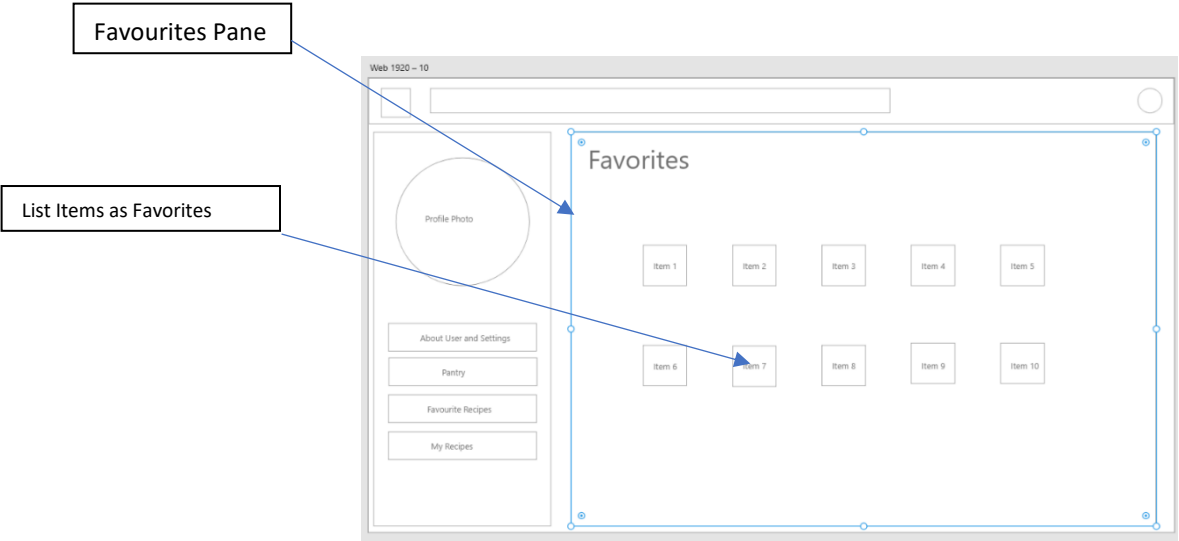 Favourites Pane
Web 1920 – 10
Favorites
List Items as Favorites
Profile Photo
Item 1 Item 2 Item 3 Item 4 Item 5
About User and Settings
Pantry
Item 6 Item 7 Item 8 Item 9 Item 10
Favourite Recipes
My Recipes